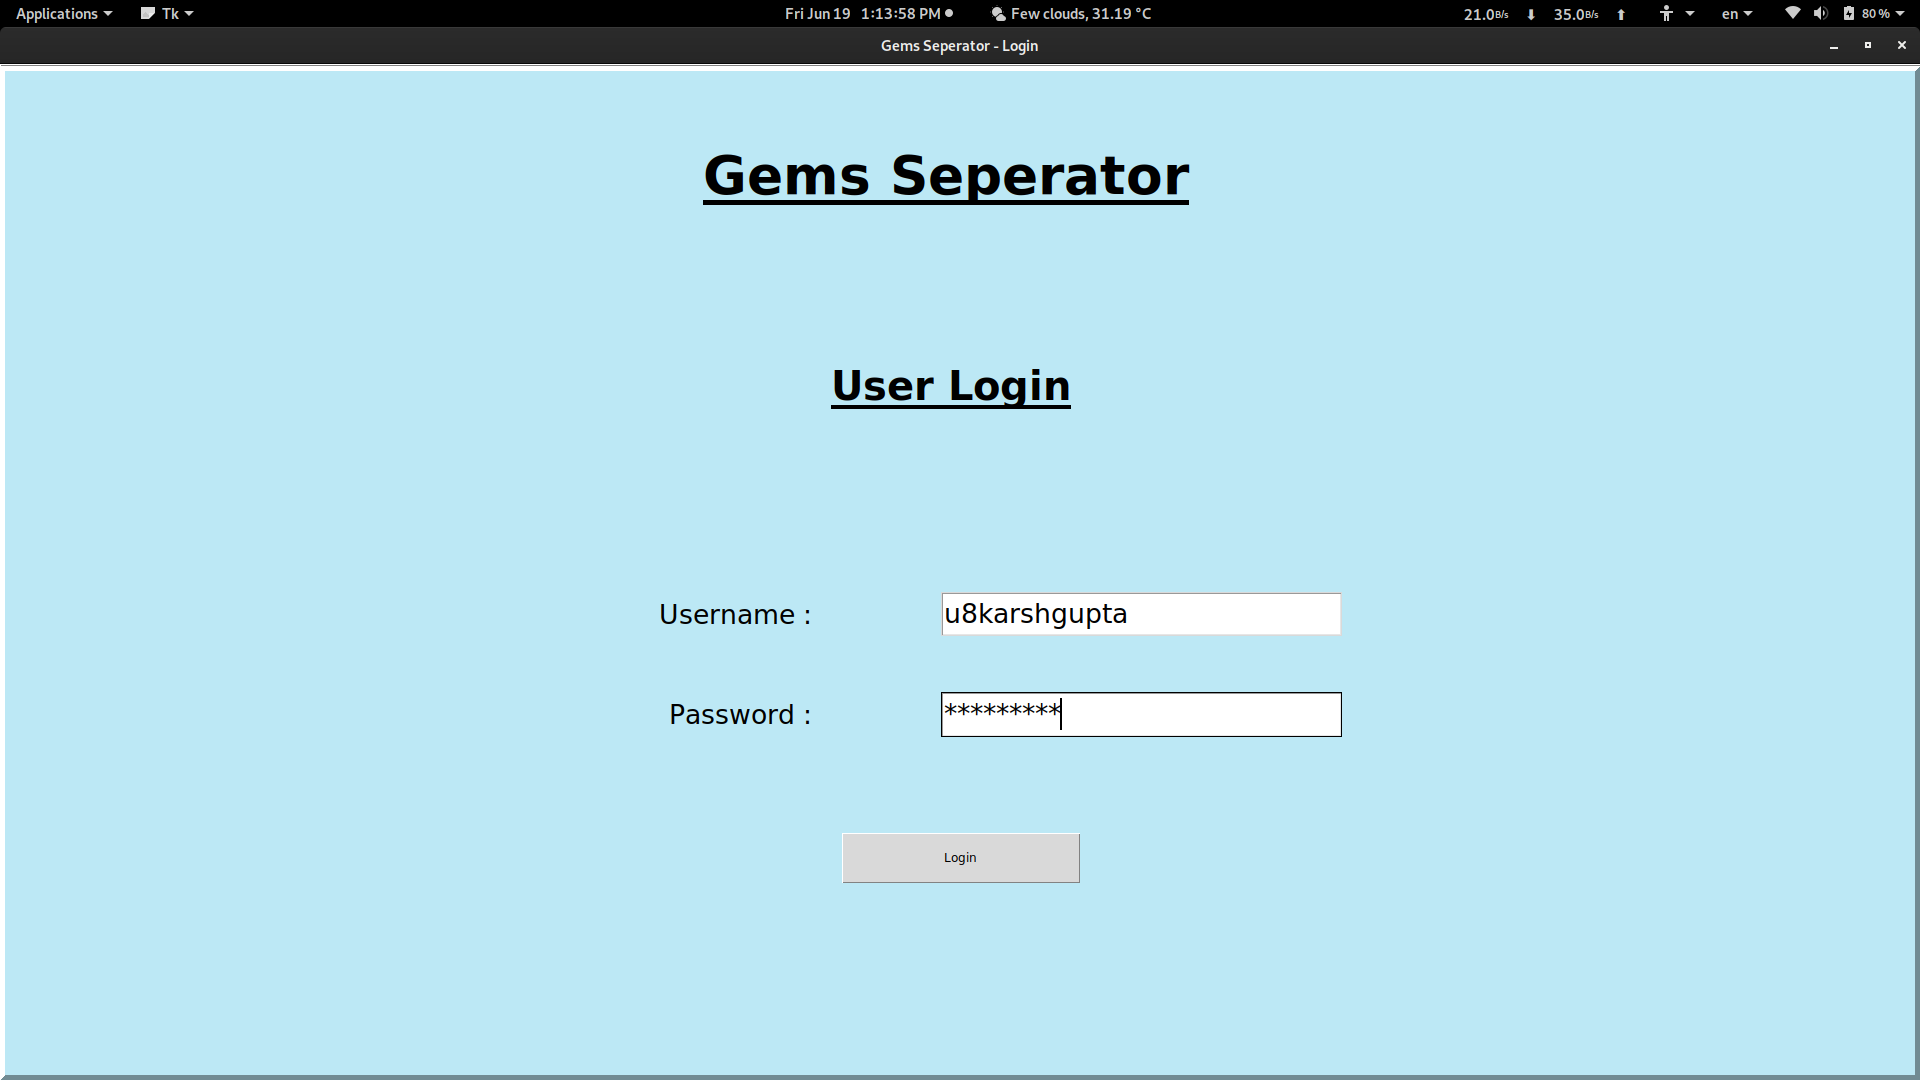 Applications Tk Fri Jun 19 1:13:58 PM Few clouds, 31.19 °C 21.0B/s ⬇ 35.0B/s ⬆ en 80 %
Gems Seperator - Login
Gems Seperator
User Login
Username : u8karshgupta
Password : *********
Login